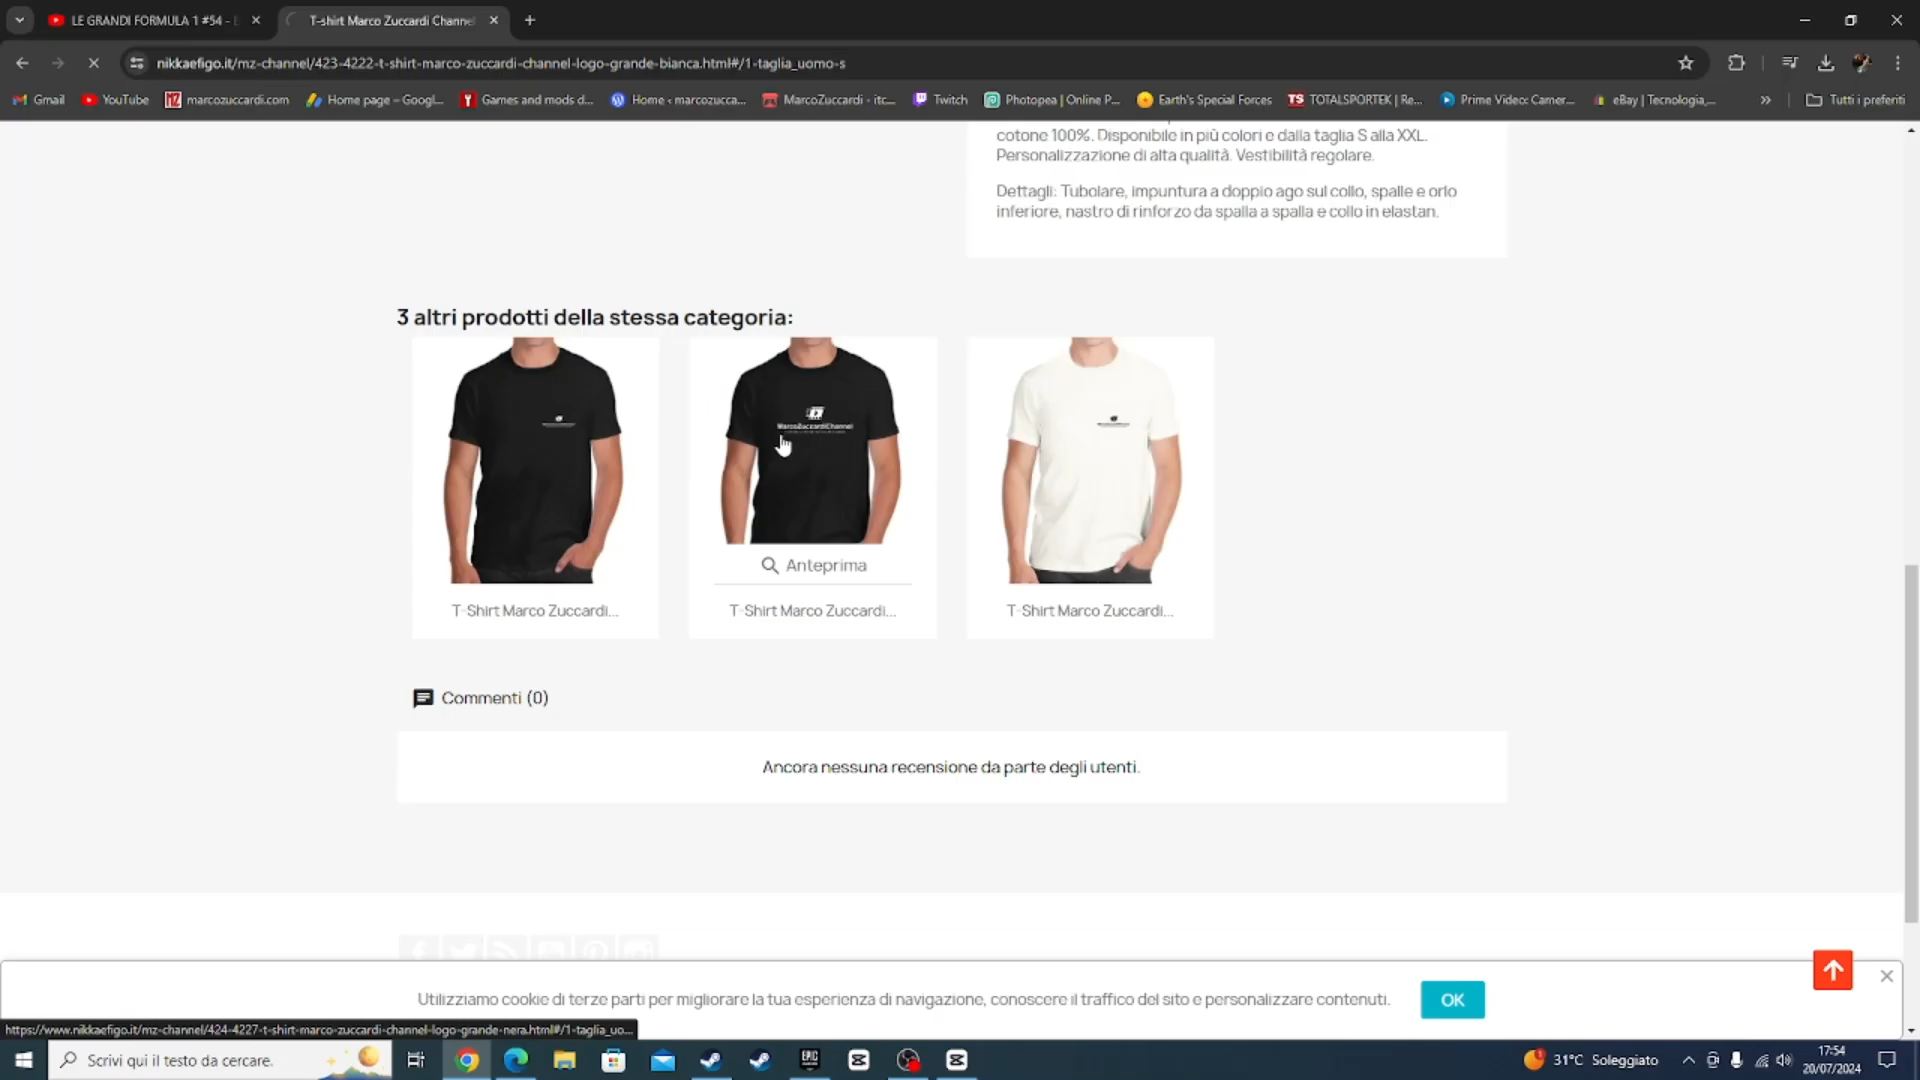 LE GRANDI FORMULA 1 #54 -
T-shirt Marco Zuccardi Channel
nikkaefigo.it/mz-channel/423-4222-t-shirt-marco-zuccardi-channel-logo-grande-bianca.html#/1-taglia_uomo-s
Gmail
YouTube
marcozuccardi.com
Home page – Googl...
Games and mods d...
Home ‹ marcozucca...
MarcoZuccardi - itc...
Twitch
Photopea | Online P...
Earth's Special Forces
TOTALSPORTEK | Re...
Prime Video: Camer...
eBay | Tecnologia,...
»
Tutti i preferiti
cotone 100%. Disponibile in più colori e dalla taglia S alla XXL.
Personalizzazione di alta qualità. Vestibilità regolare.
Dettagli: Tubolare, impuntura a doppio ago sul collo, spalle e orlo
inferiore, nastro di rinforzo da spalla a spalla e collo in elastan.
3 altri prodotti della stessa categoria:
MarcoZuccardiChannel
Anteprima
T-Shirt Marco Zuccardi...
T-Shirt Marco Zuccardi...
T-Shirt Marco Zuccardi...
Commenti (0)
Ancora nessuna recensione da parte degli utenti.
Utilizziamo cookie di terze parti per migliorare la tua esperienza di navigazione, conoscere il traffico del sito e personalizzare contenuti.
OK
https://www.nikkaefigo.it/mz-channel/424-4227-t-shirt-marco-zuccardi-channel-logo-grande-nera.html#/1-taglia_uo...
Scrivi qui il testo da cercare.
EPIC
31°C Soleggiato
17:54
20/07/2024